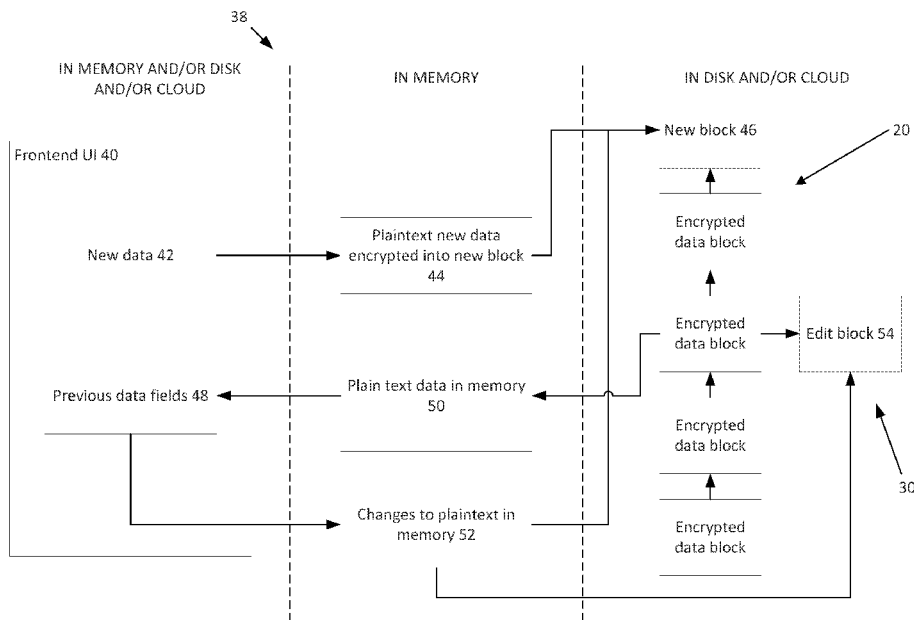 38
IN MEMORY AND/OR DISK
AND/OR CLOUD
IN MEMORY
IN DISK AND/OR CLOUD
Frontend UI 40
New block 46
20
New data 42
Plaintext new data
encrypted into new block
44
Encrypted
data block
Encrypted
data block
Edit block 54
Previous data fields 48
Plain text data in memory
50
Encrypted
data block
30
Changes to plaintext in
memory 52
Encrypted
data block